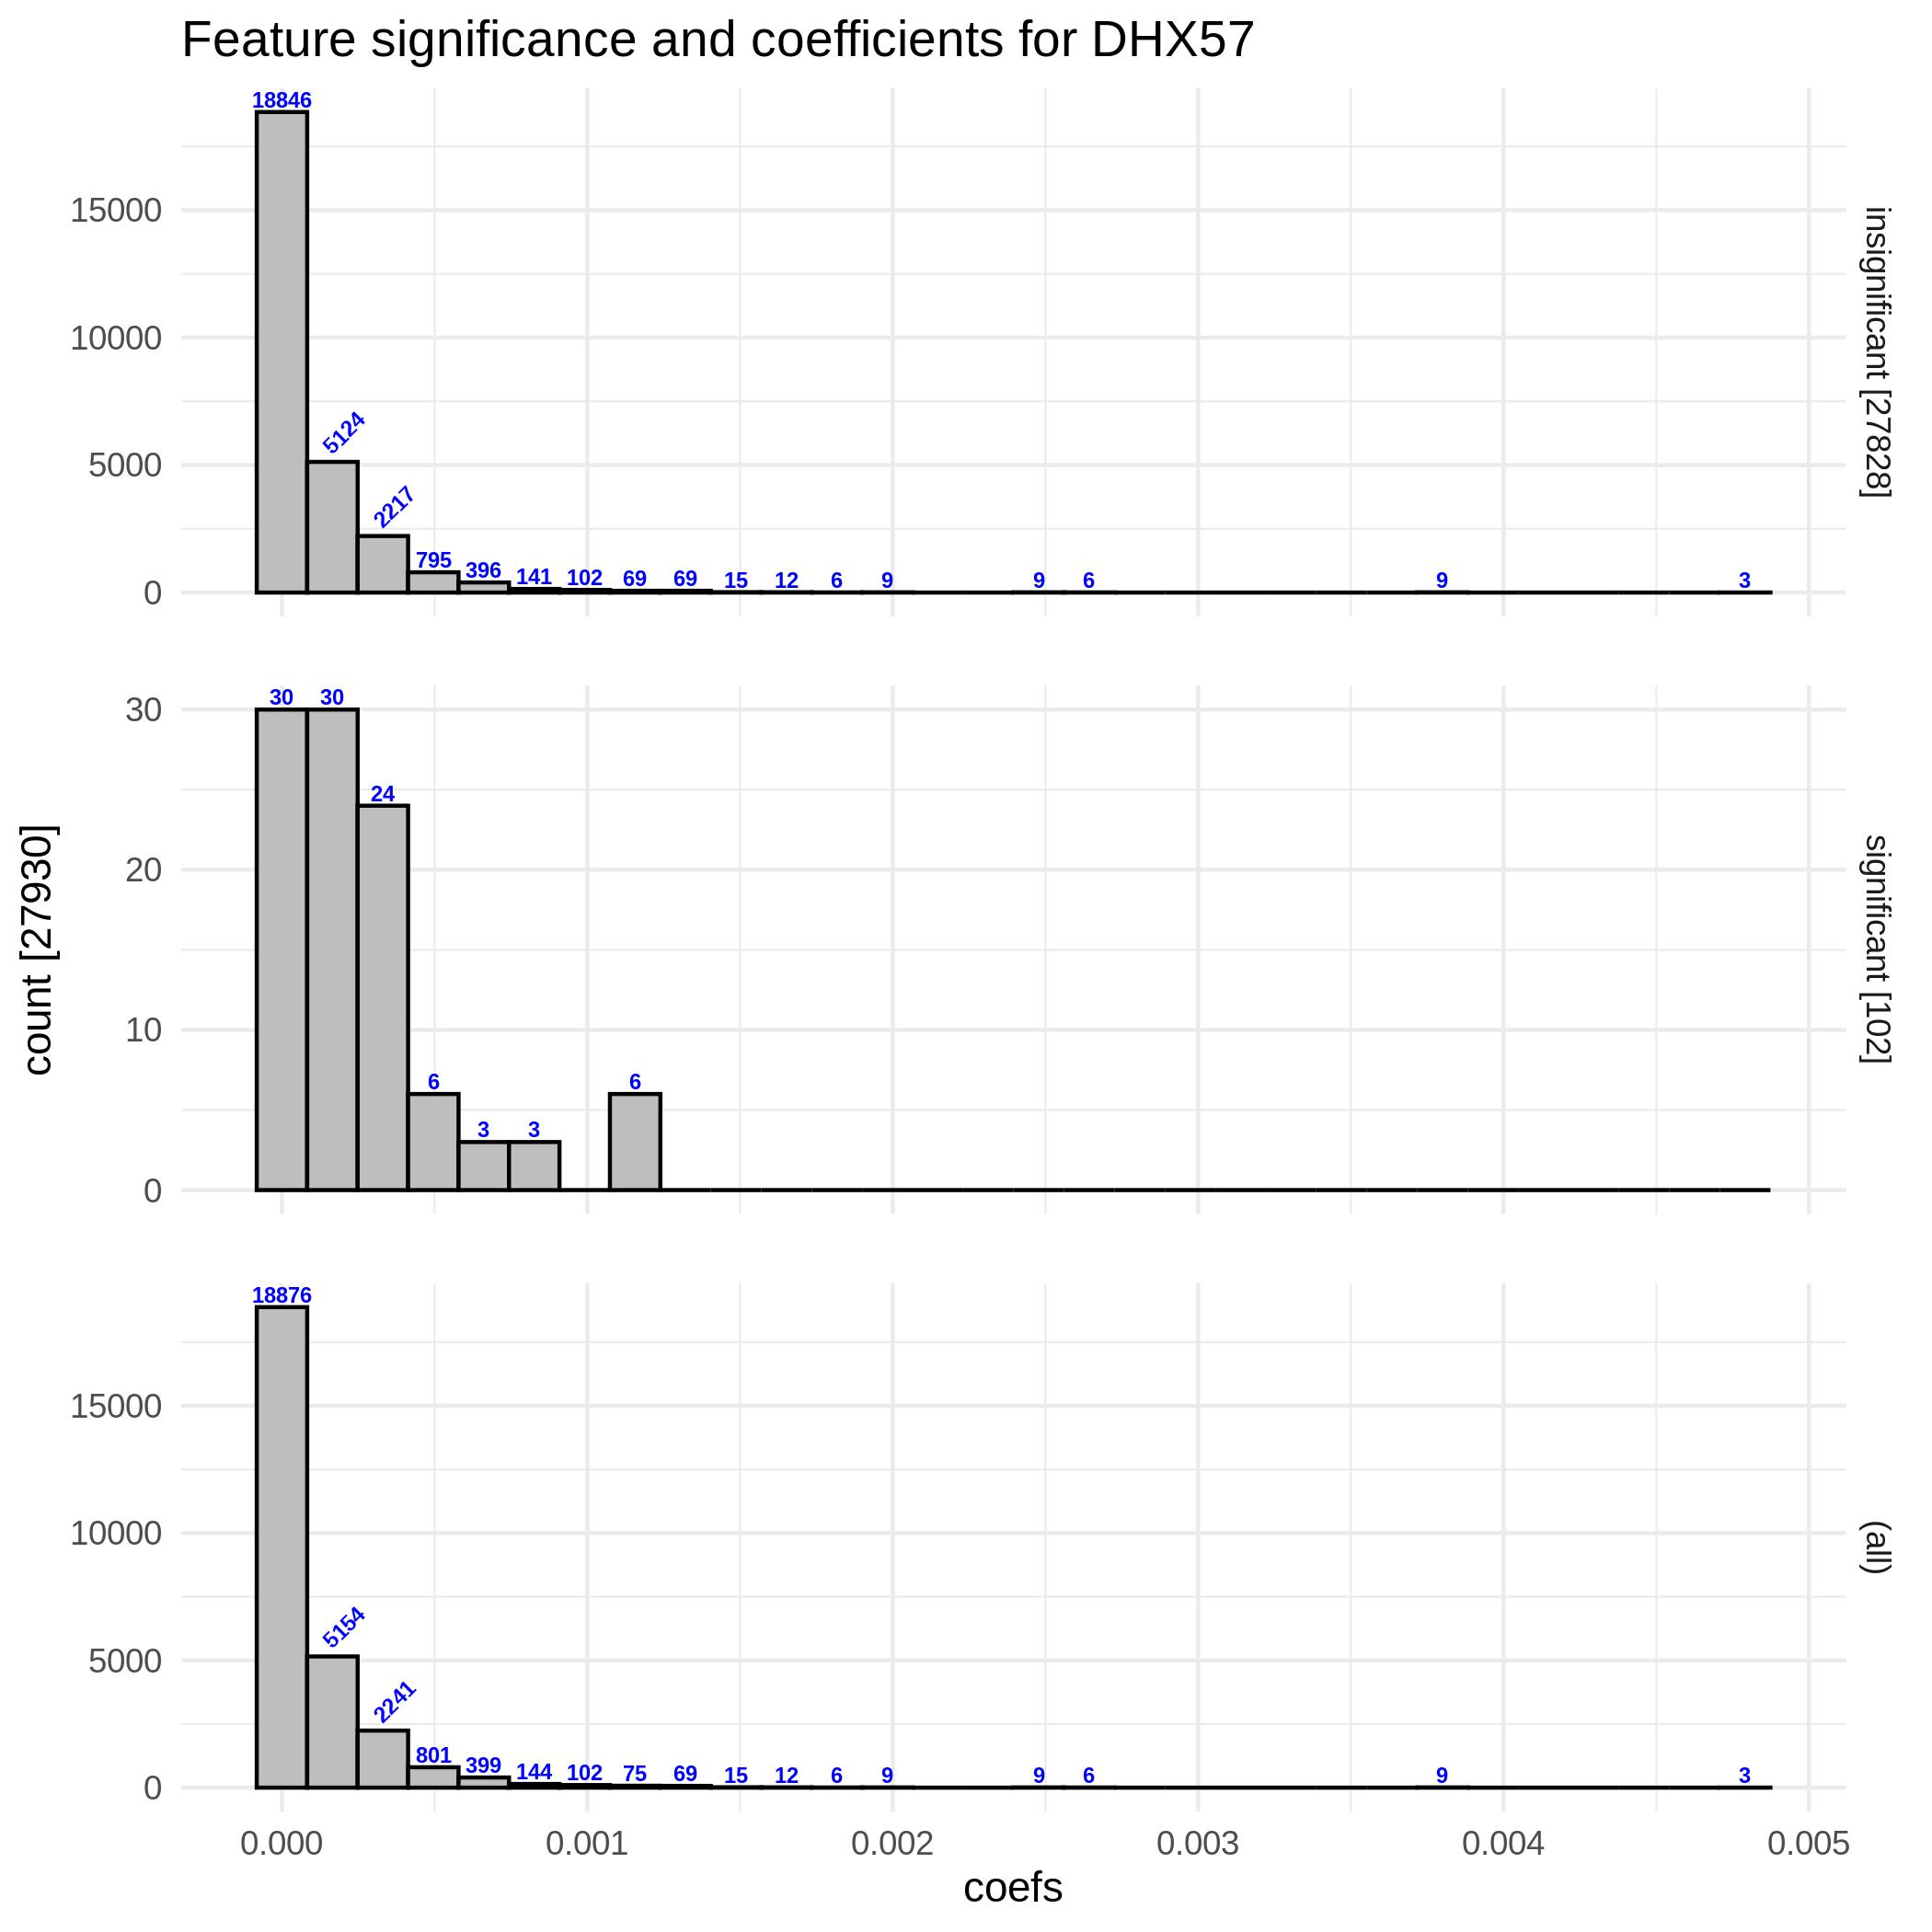 Feature significance and coefficients for DHX57
18846
15000
10000
5000
0
5124
2217
795 396 141 102 69 69 15 12 6 9 9 6 9 3
insignificant [27828]
count [27930]
30
20
10
0
30 30
24
6
3 3
6
significant [102]
18876
15000
10000
5000
0
5154
2241
801 399 144 102 75 69 15 12 6 9 9 6 9 3
(all)
0.000 0.001 0.002 0.003 0.004 0.005
coefs